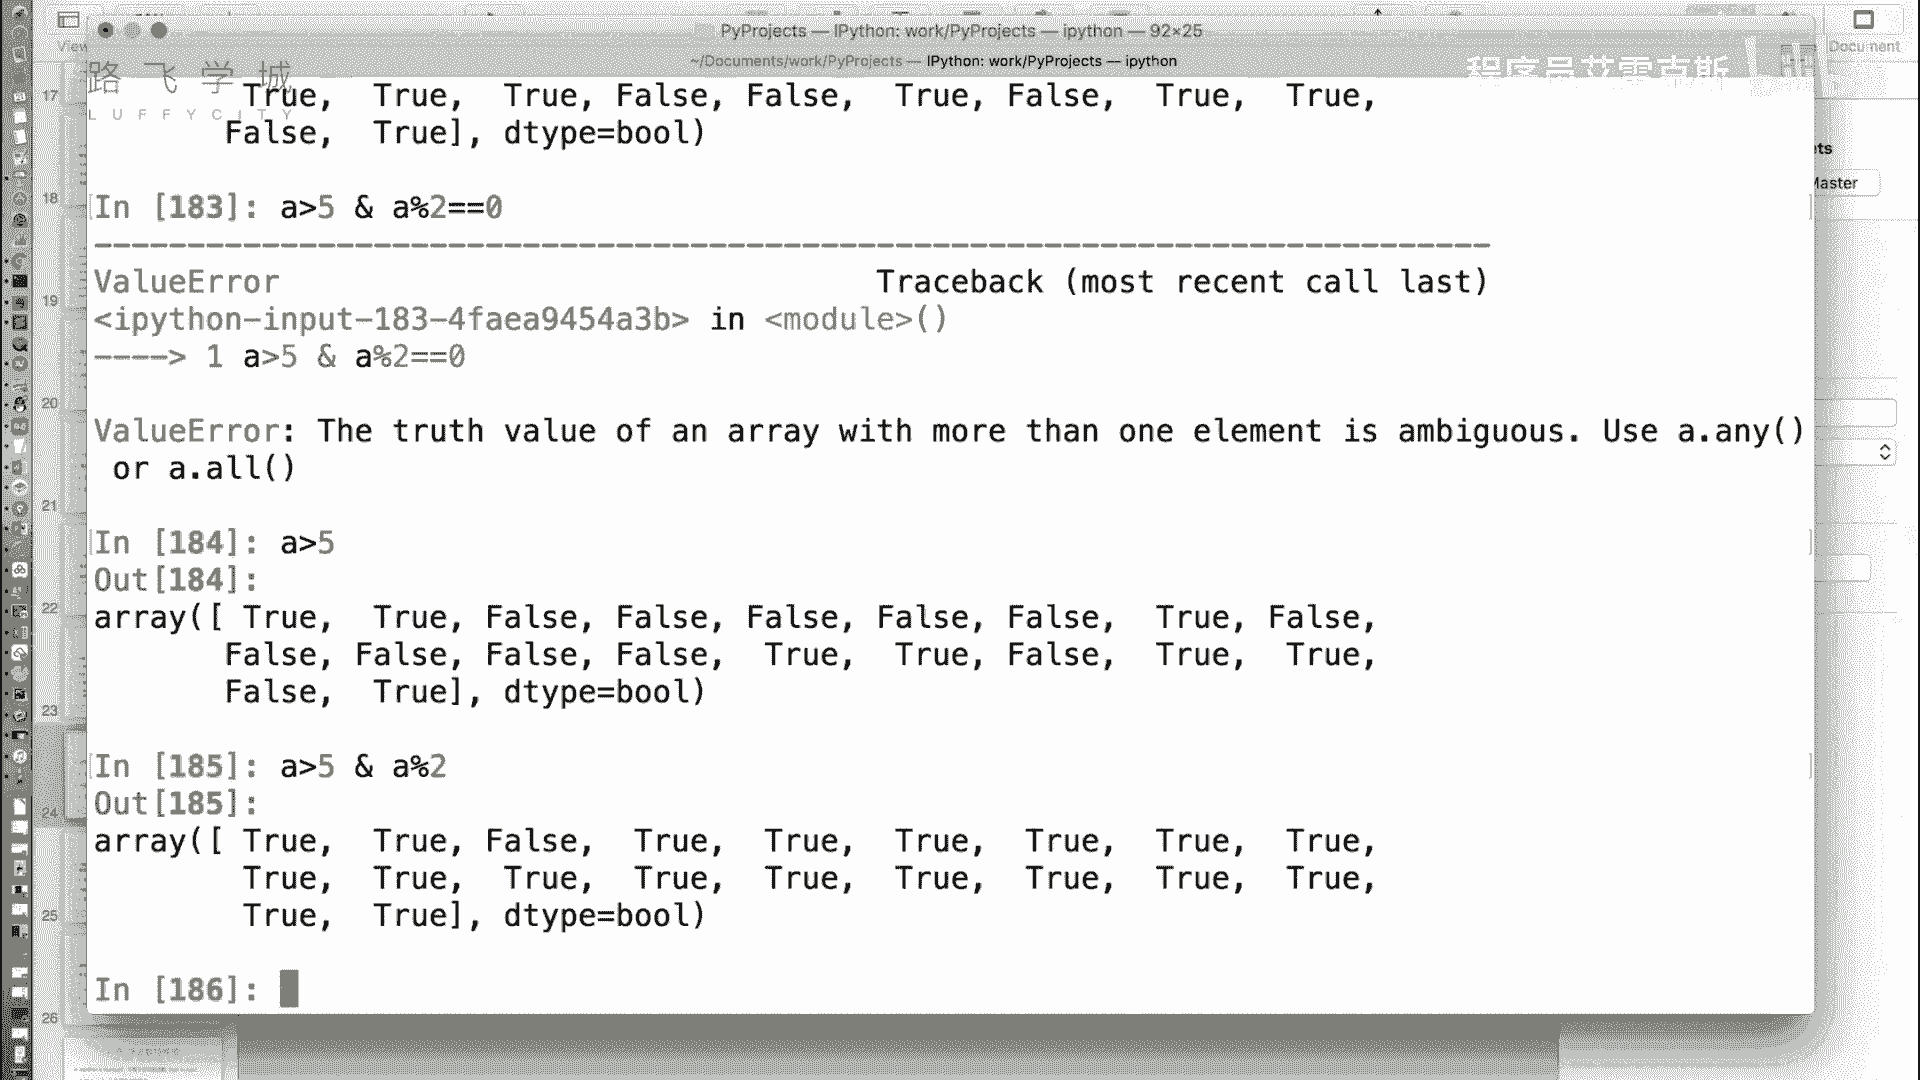 View
PyProjects — IPython: work/PyProjects — ipython — 92×25
Document
~/Documents/work/PyProjects — IPython: work/PyProjects — ipython
路飞学城
LUFFYCITY
程序员艾雷克斯
True,  True,  True, False, False,  True, False,  True,  True,
False,  True], dtype=bool)
In [183]: a>5 & a%2==0
---------------------------------------------------------------------------
ValueError                                Traceback (most recent call last)
<ipython-input-183-4faea9454a3b> in <module>()
----> 1 a>5 & a%2==0
ValueError: The truth value of an array with more than one element is ambiguous. Use a.any()
or a.all()
In [184]: a>5
Out[184]:
array([ True,  True, False, False, False, False, False,  True, False,
False, False, False, False,  True,  True, False,  True,  True,
False,  True], dtype=bool)
In [185]: a>5 & a%2
Out[185]:
array([ True,  True, False,  True,  True,  True,  True,  True,  True,
True,  True,  True,  True,  True,  True,  True,  True,  True,
True,  True], dtype=bool)
In [186]:
17
18
19
20
21
22
23
24
25
26
nts
Master